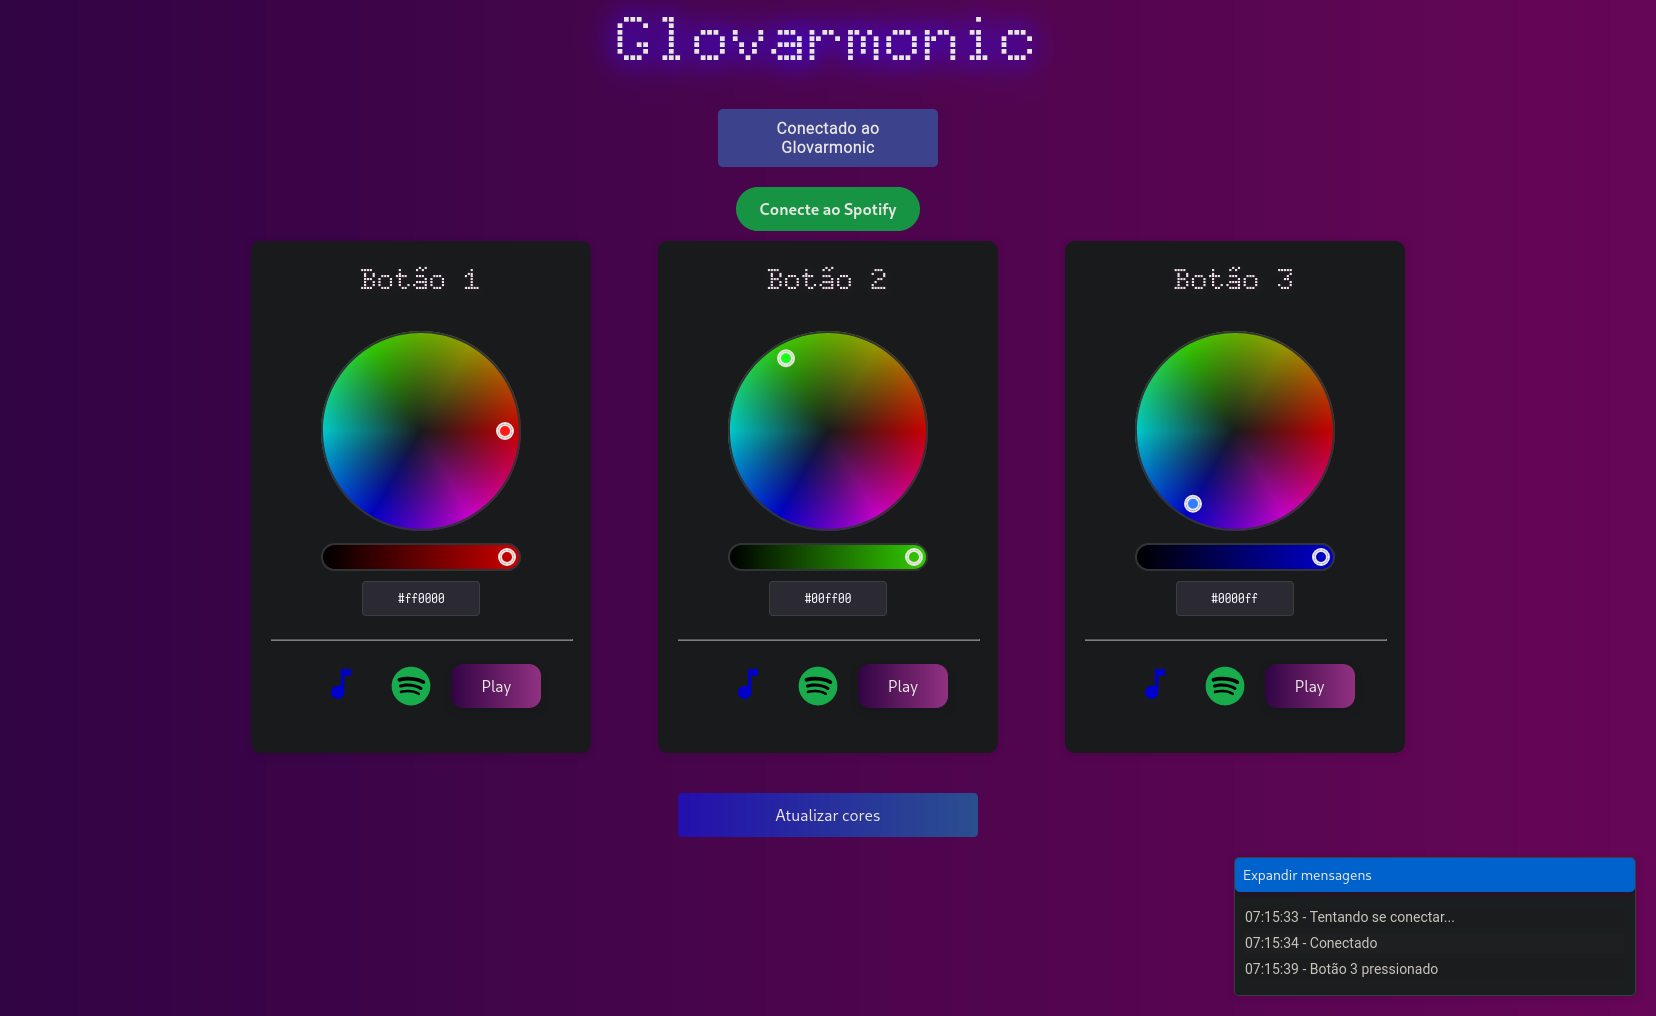 Glovarmonic
Conectado ao
Glovarmonic
Conecte ao Spotify
Botão 1
Botão 2
Botão 3
#ff0000
#00ff00
#0000ff
Play
Play
Play
Atualizar cores
Expandir mensagens
07:15:33 - Tentando se conectar...
07:15:34 - Conectado
07:15:39 - Botão 3 pressionado